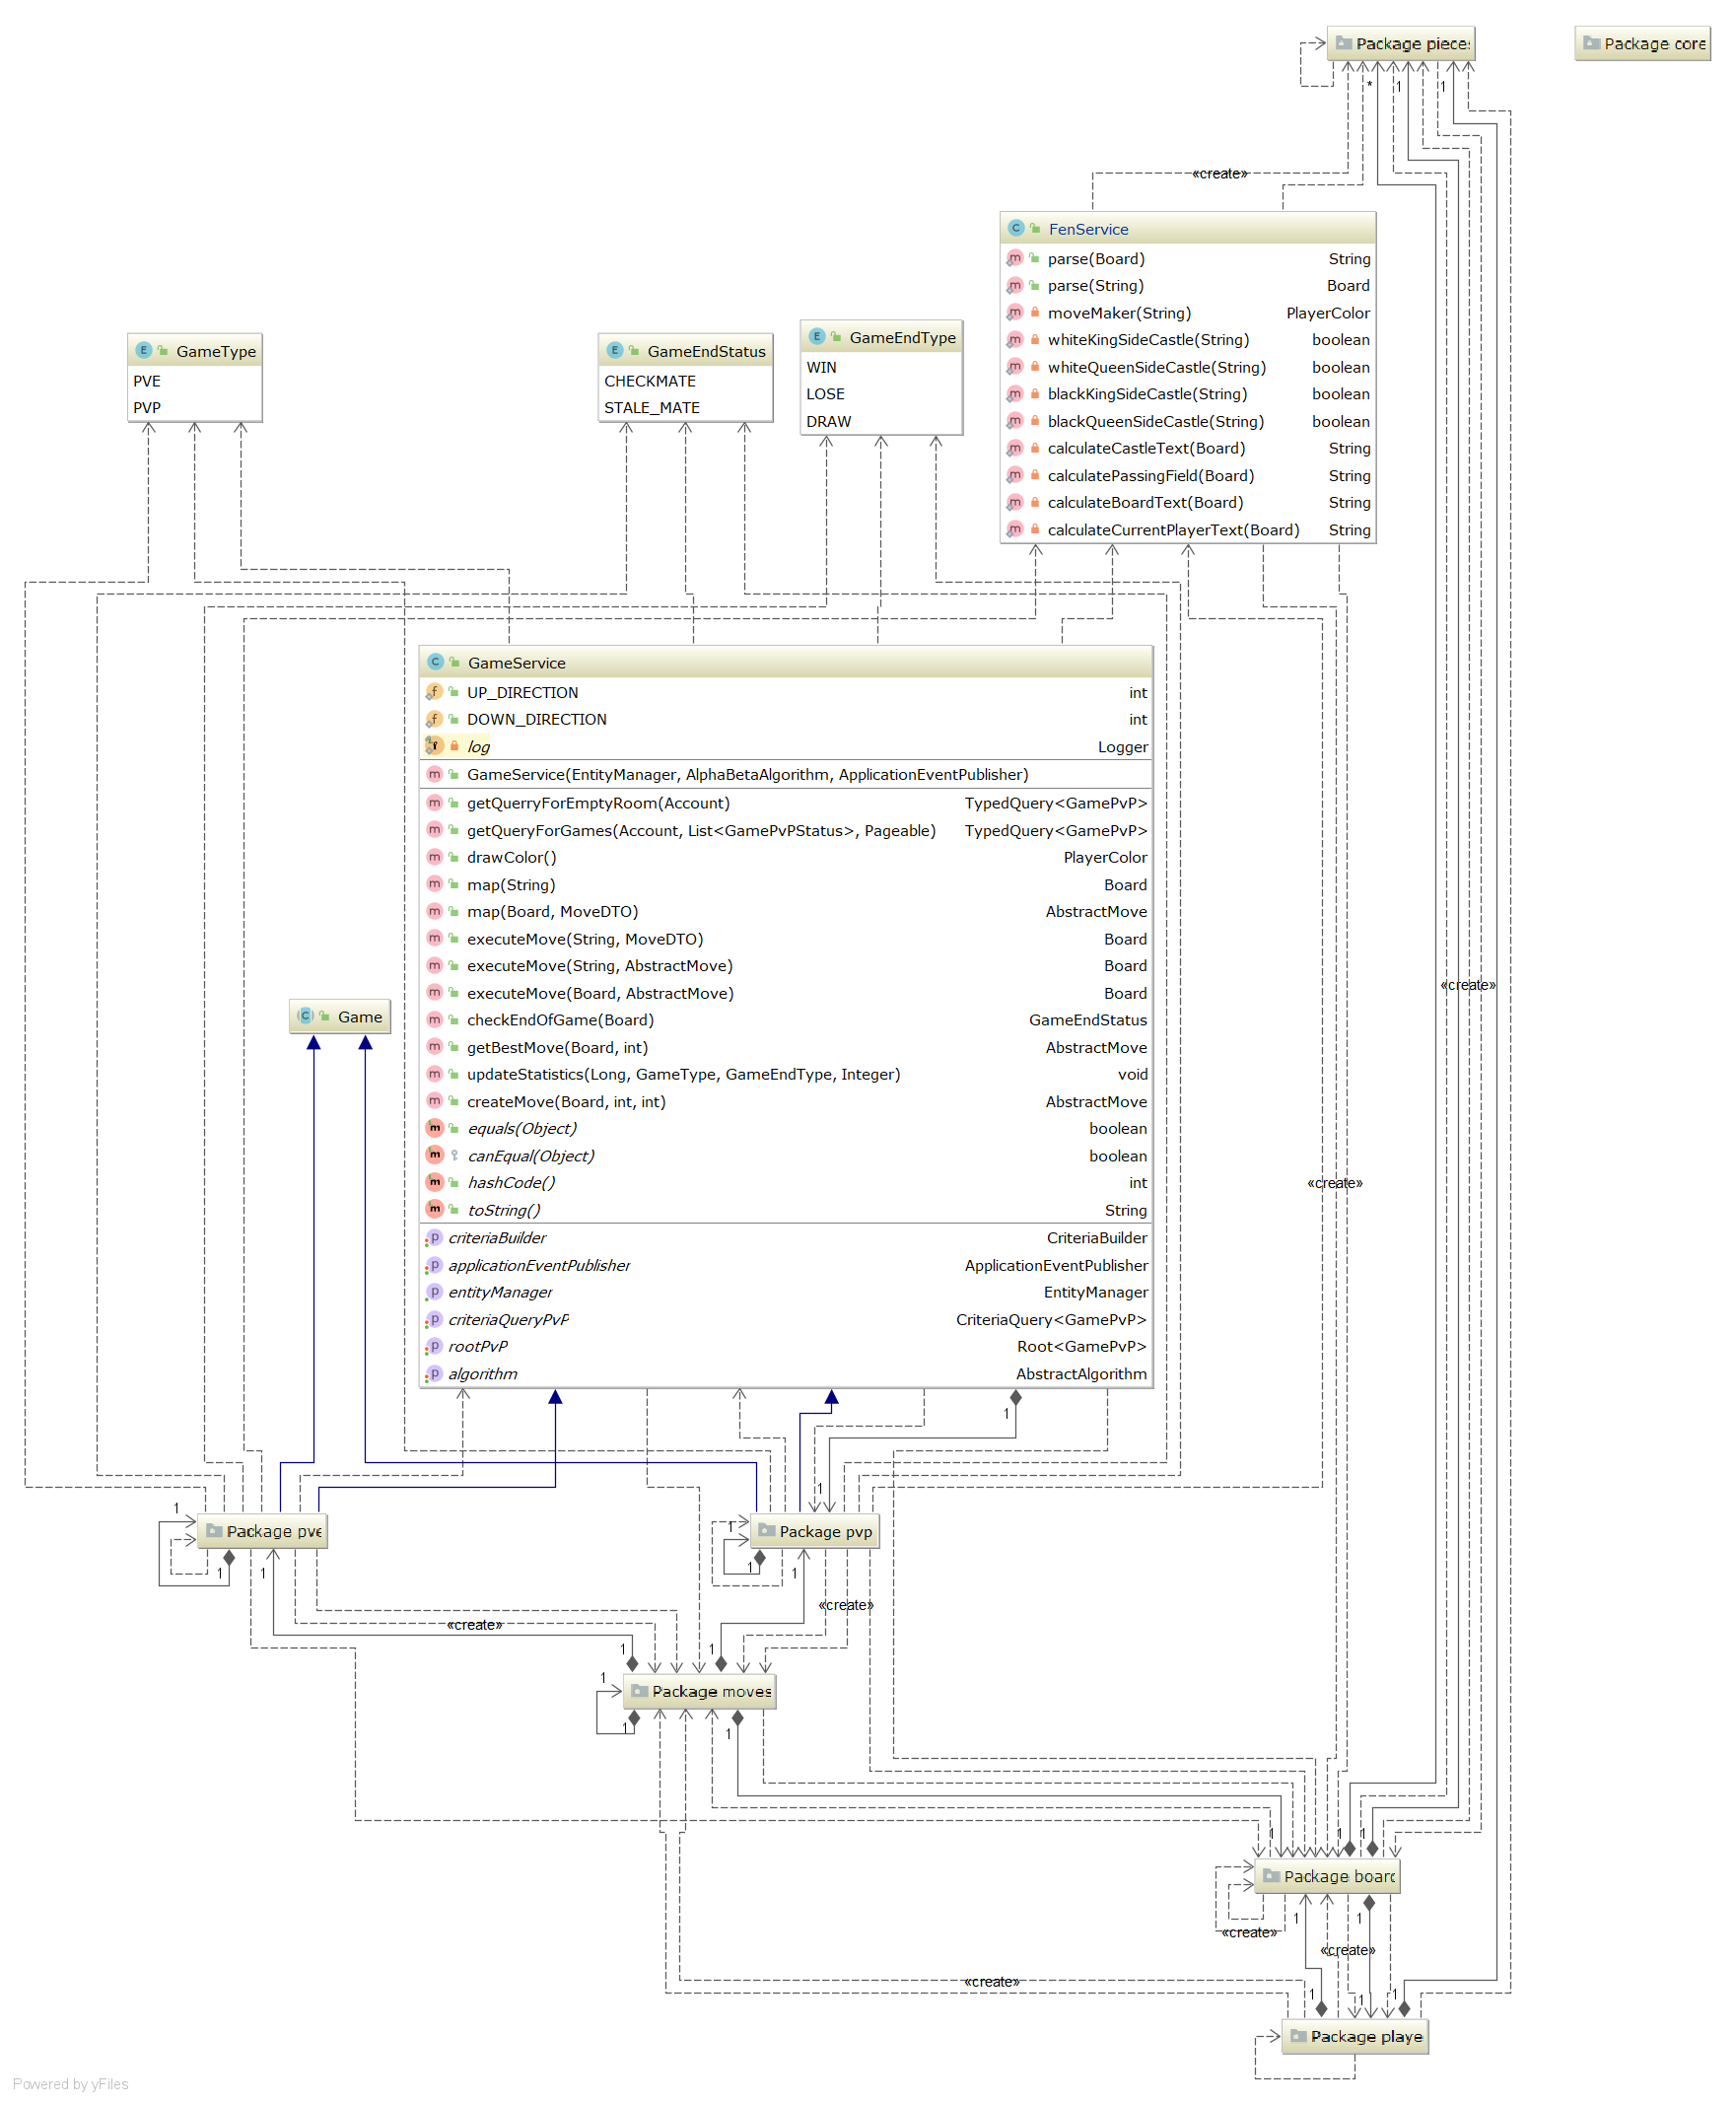 Package pieces
Package core
*
1
1
«create»
FenService
parse(Board) String
parse(String) Board
moveMaker(String) PlayerColor
whiteKingSideCastle(String) boolean
whiteQueenSideCastle(String) boolean
blackKingSideCastle(String) boolean
blackQueenSideCastle(String) boolean
calculateCastleText(Board) String
calculatePassingField(Board) String
calculateBoardText(Board) String
calculateCurrentPlayerText(Board) String
GameType
PVE
PVP
GameEndStatus
CHECKMATE
STALE_MATE
GameEndType
WIN
LOSE
DRAW
GameService
UP_DIRECTION int
DOWN_DIRECTION int
log Logger
GameService(EntityManager, AlphaBetaAlgorithm, ApplicationEventPublisher)
getQuerryForEmptyRoom(Account) TypedQuery<GamePvP>
getQueryForGames(Account, List<GamePvPStatus>, Pageable) TypedQuery<GamePvP>
drawColor() PlayerColor
map(String) Board
map(Board, MoveDTO) AbstractMove
executeMove(String, MoveDTO) Board
executeMove(String, AbstractMove) Board
executeMove(Board, AbstractMove) Board
checkEndOfGame(Board) GameEndStatus
getBestMove(Board, int) AbstractMove
updateStatistics(Long, GameType, GameEndType, Integer) void
createMove(Board, int, int) AbstractMove
equals(Object) boolean
canEqual(Object) boolean
hashCode() int
toString() String
criteriaBuilder CriteriaBuilder
applicationEventPublisher ApplicationEventPublisher
entityManager EntityManager
criteriaQueryPvP CriteriaQuery<GamePvP>
rootPvP Root<GamePvP>
algorithm AbstractAlgorithm
Game
«create»
«create»
1
1
1
1
1
Package pve
Package pvp
1
1
1
1
«create»
«create»
1
1
1
Package moves
1
1
1
1
1
Package board
«create»
1
1
«create»
«create»
1
1
1
Package playe
Powered by yFiles